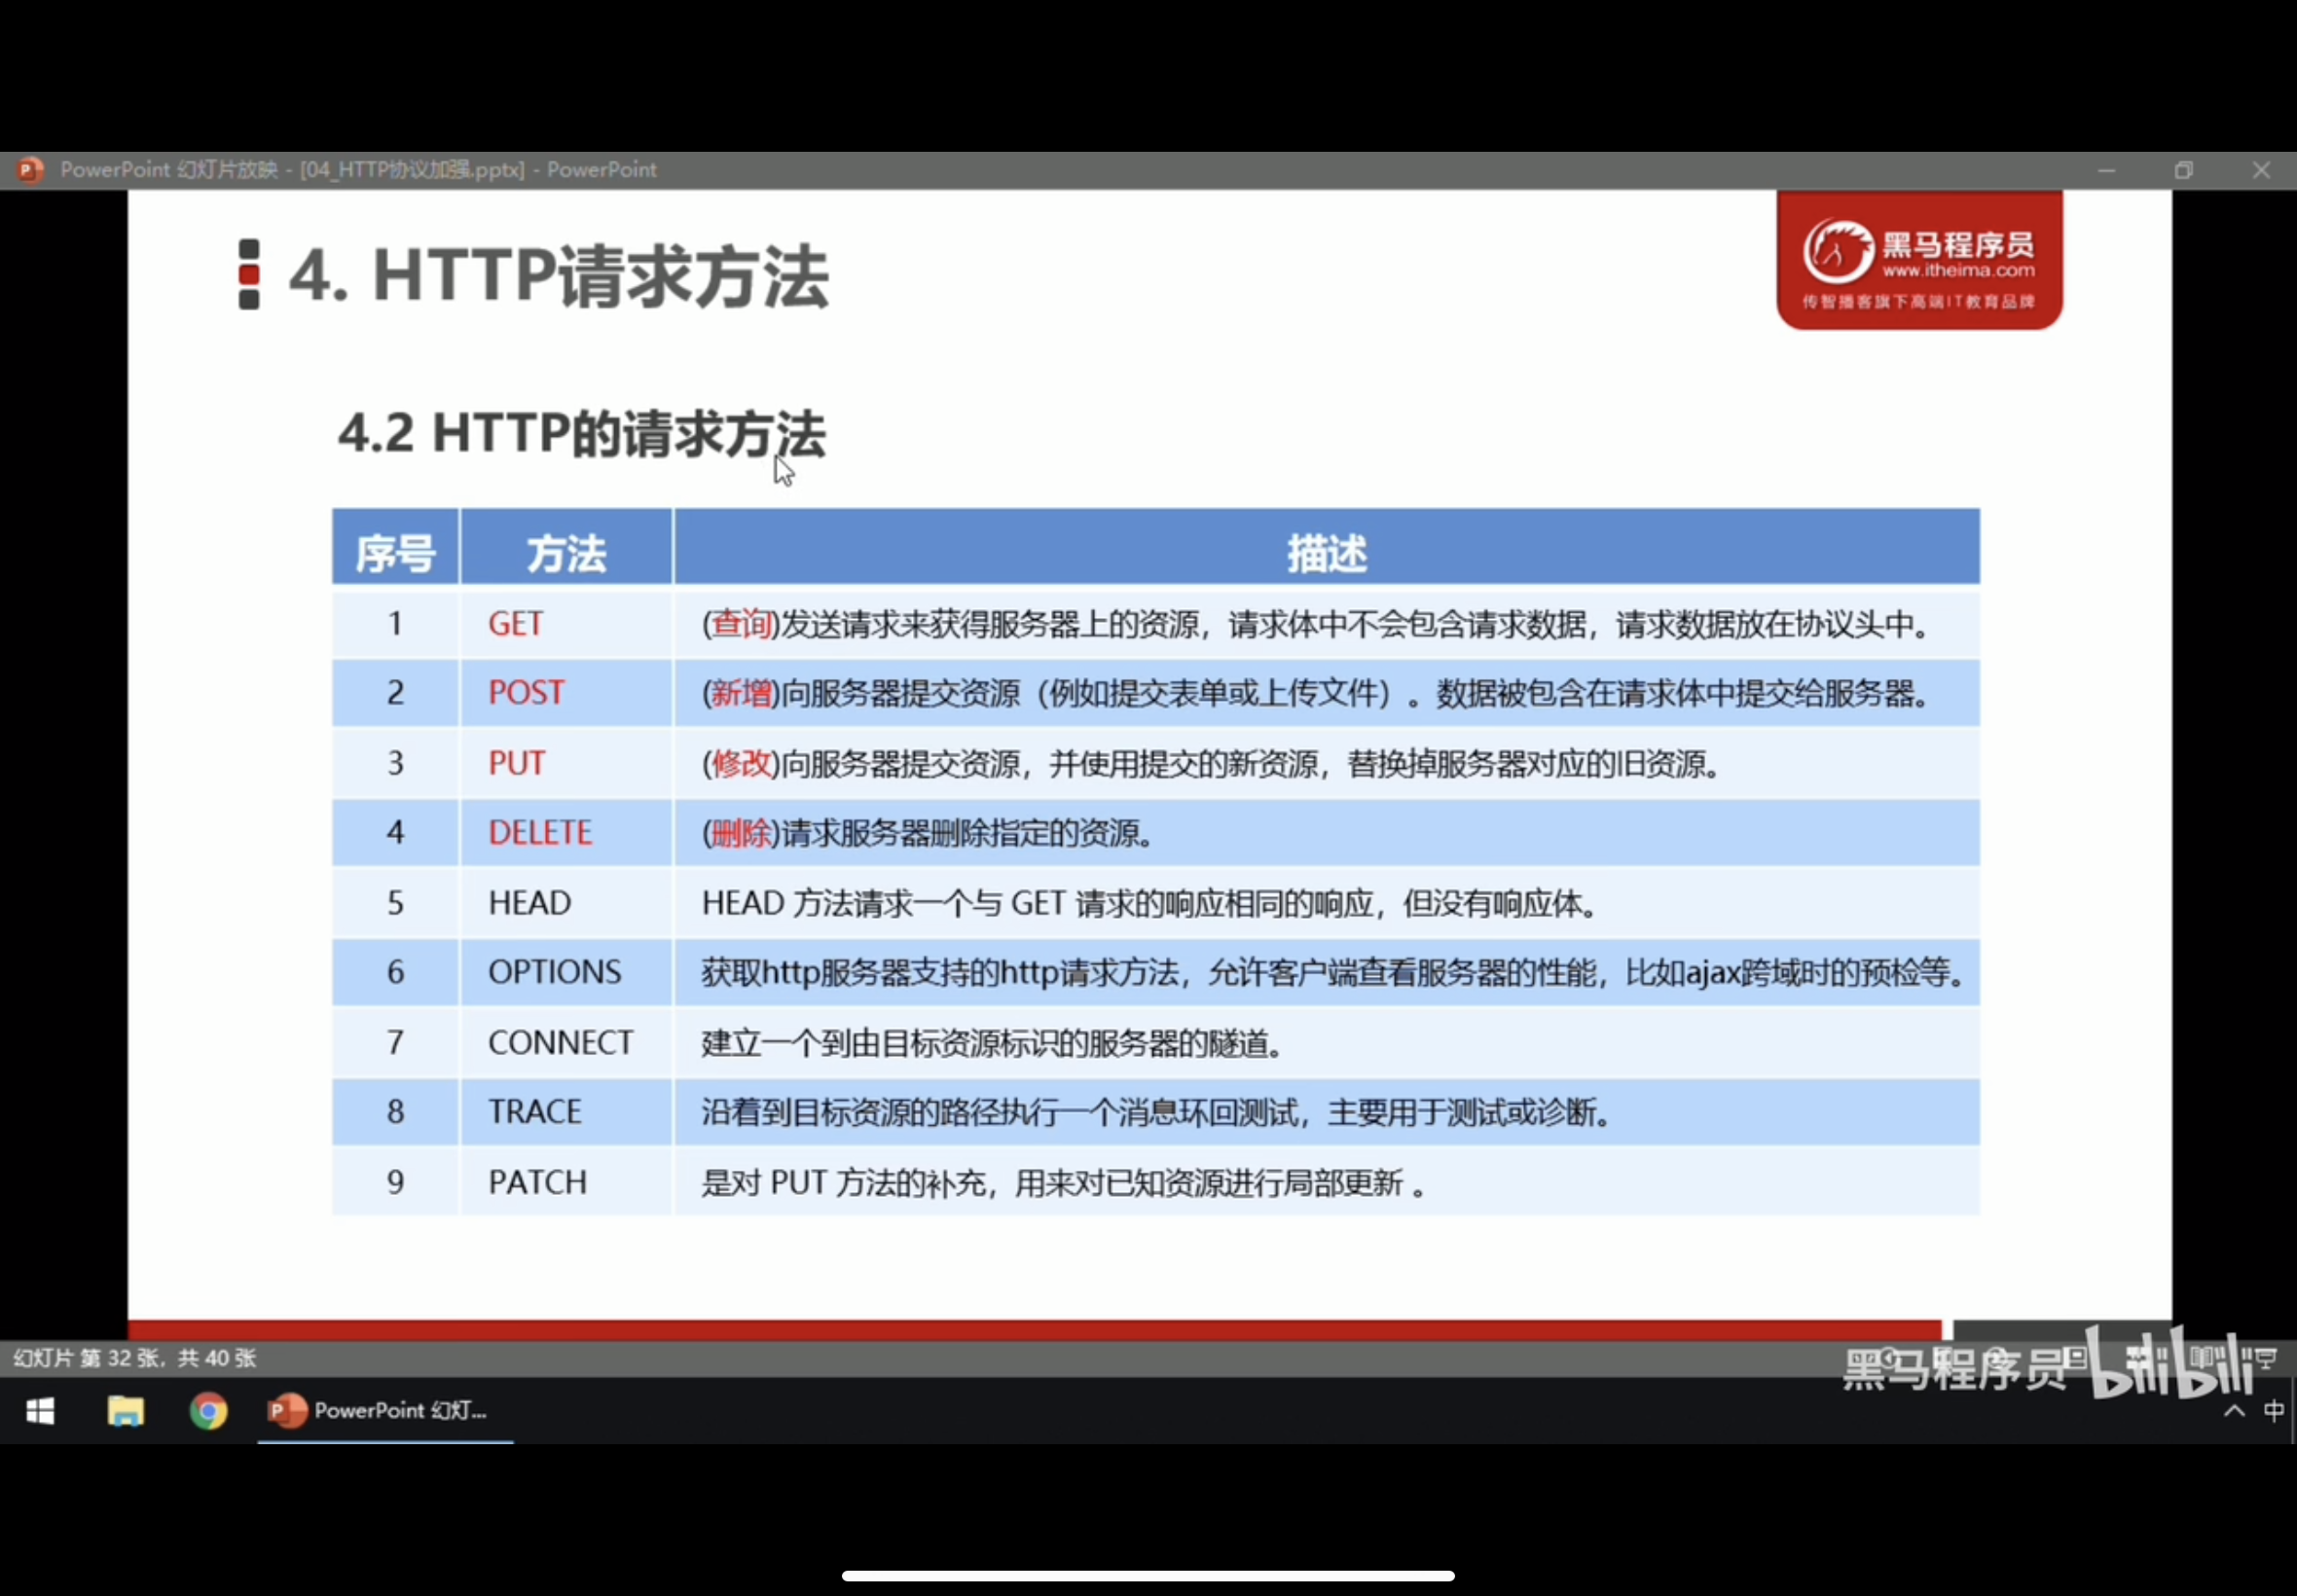 PowerPoint 幻灯片放映 - [04_HTTP协议加强.pptx] - PowerPoint
4. HTTP请求方法
黑马程序员
www.itheima.com
传智播客旗下高端IT教育品牌
4.2 HTTP的请求方法
序号 方法 描述
1 GET (查询)发送请求来获得服务器上的资源，请求体中不会包含请求数据，请求数据放在协议头中。
2 POST (新增)向服务器提交资源（例如提交表单或上传文件）。数据被包含在请求体中提交给服务器。
3 PUT (修改)向服务器提交资源，并使用提交的新资源，替换掉服务器对应的旧资源。
4 DELETE (删除)请求服务器删除指定的资源。
5 HEAD HEAD 方法请求一个与 GET 请求的响应相同的响应，但没有响应体。
6 OPTIONS 获取http服务器支持的http请求方法，允许客户端查看服务器的性能，比如ajax跨域时的预检等。
7 CONNECT 建立一个到由目标资源标识的服务器的隧道。
8 TRACE 沿着到目标资源的路径执行一个消息环回测试，主要用于测试或诊断。
9 PATCH 是对 PUT 方法的补充，用来对已知资源进行局部更新 。
幻灯片 第 32 张，共 40 张
黑马程序员 bilibili
PowerPoint 幻灯...
中